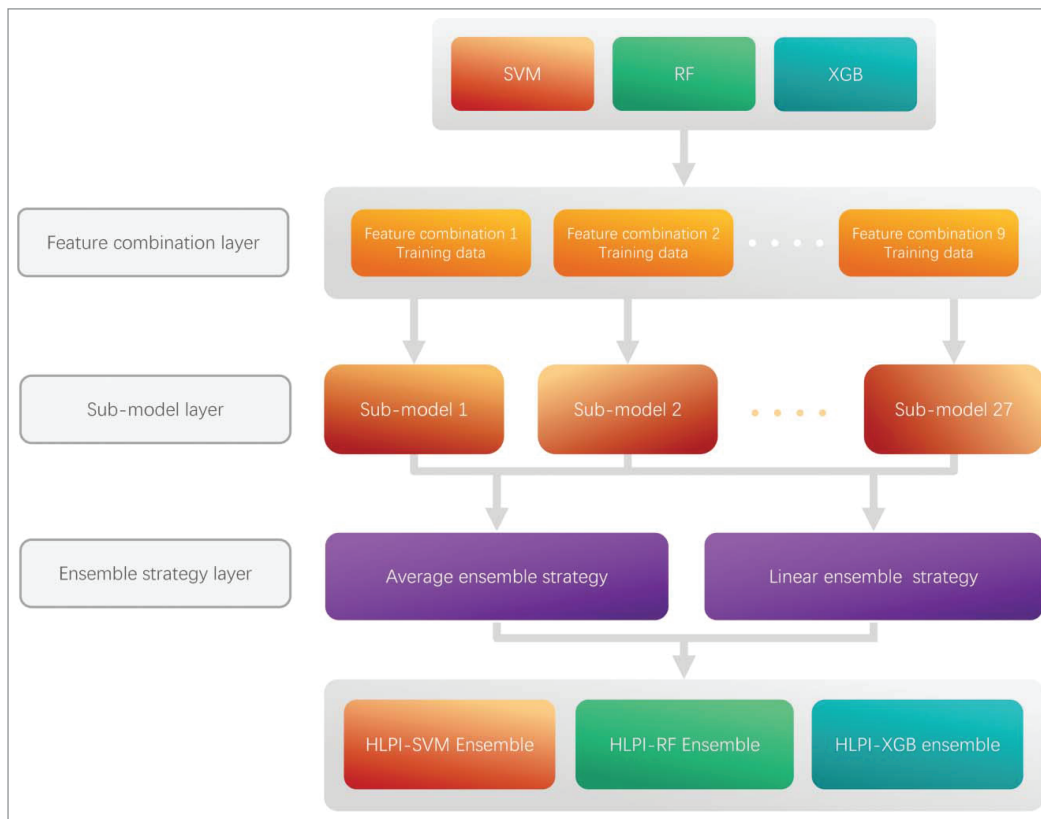 SVM
RF
XGB
Feature combination layer
Feature combination 1
Training data
Feature combination 2
Training data
Feature combination 9
Training data
Sub-model layer
Sub-model 1
Sub-model 2
Sub-model 27
Ensemble strategy layer
Average ensemble strategy
Linear ensemble strategy
HLPI-SVM Ensemble
HLPI-RF Ensemble
HLPI-XGB ensemble